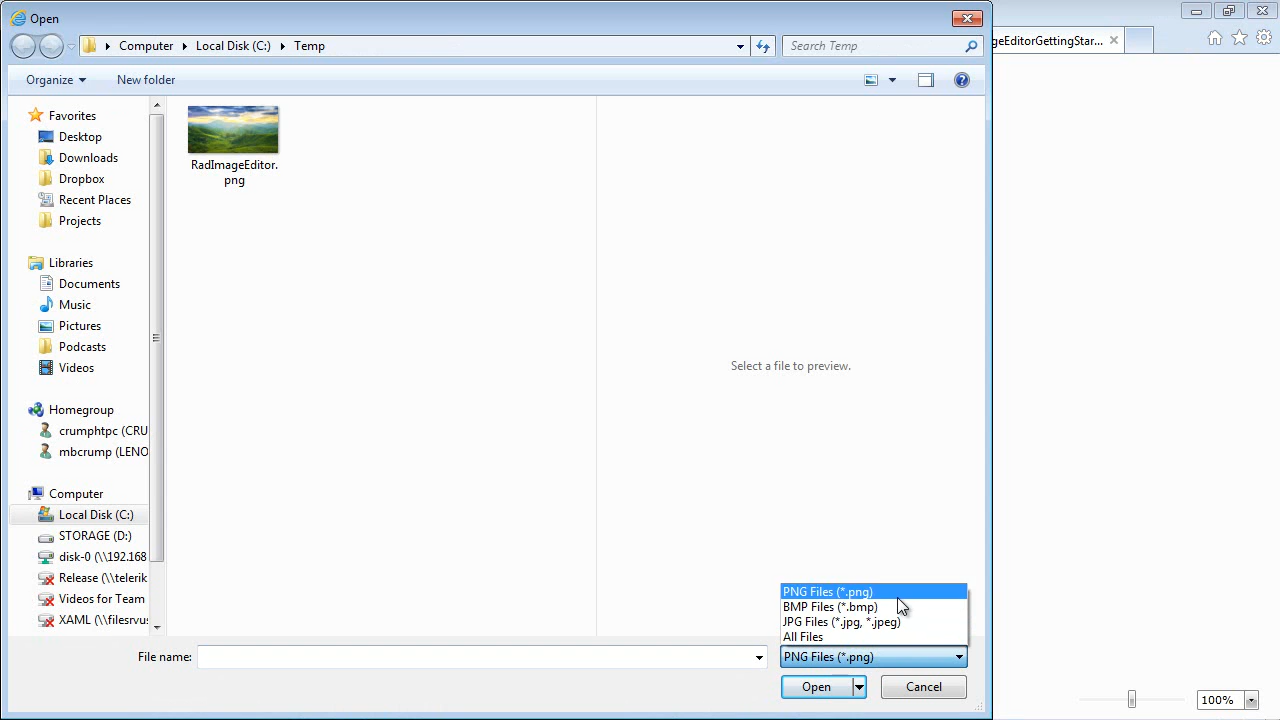 Open
Computer
Local Disk (C:)
Temp
Search Temp
geEditorGettingStar...
Organize
New folder
Favorites
Desktop
Downloads
Dropbox
Recent Places
Projects
Libraries
Documents
Music
Pictures
Podcasts
Videos
Homegroup
crumphtpc (CRU
mbcrump (LENO
Computer
Local Disk (C:)
STORAGE (D:)
disk-0 (\\192.168
Release (\\telerik
Videos for Team
XAML (\\filesrvus
RadImageEditor.
png
Select a file to preview.
PNG Files (*.png)
BMP Files (*.bmp)
JPG Files (*.jpg, *.jpeg)
All Files
File name:
PNG Files (*.png)
Open
Cancel
100%